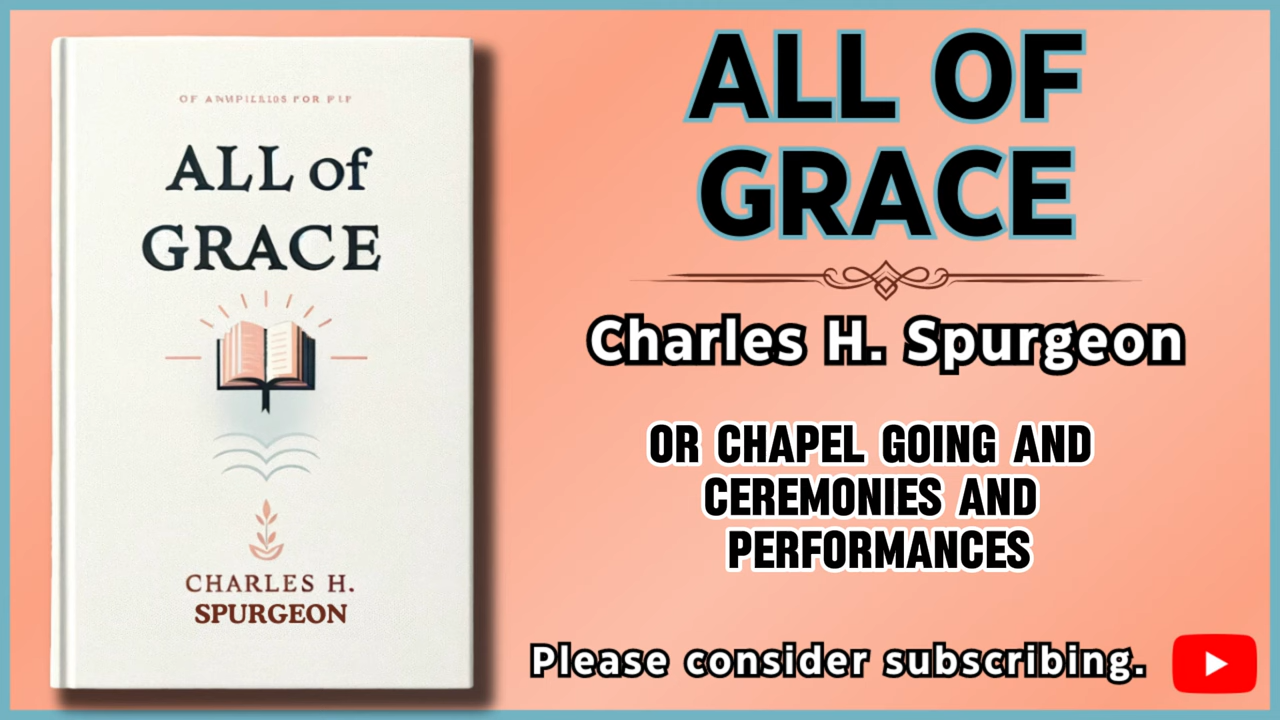 ALL of
GRACE
CHARLES H.
SPURGEON
ALL OF
GRACE
Charles H. Spurgeon
OR CHAPEL GOING AND
CEREMONIES AND
PERFORMANCES
Please consider subscribing.